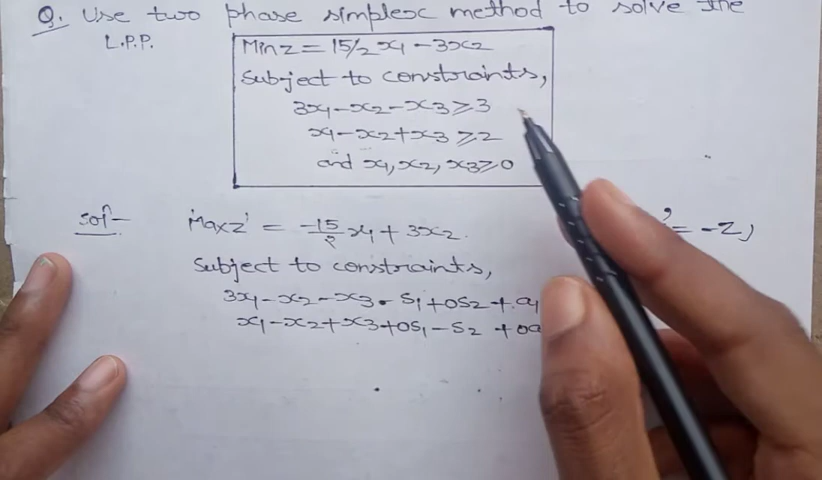 Q. Use two phase simplex method to solve the
L.P.P.
Min z = 15/2 x1 - 3x2
Subject to constraints,
3x1 - x2 - x3 ≥ 3
x1 - x2 + x3 ≥ 2
and x1, x2, x3 ≥ 0
Sol- Max z' = -15/2 x1 + 3x2. ' = -z)
Subject to constraints,
3x1 - x2 - x3 - s1 + 0s2 + a1
x1 - x2 + x3 + 0s1 - s2 + 0a